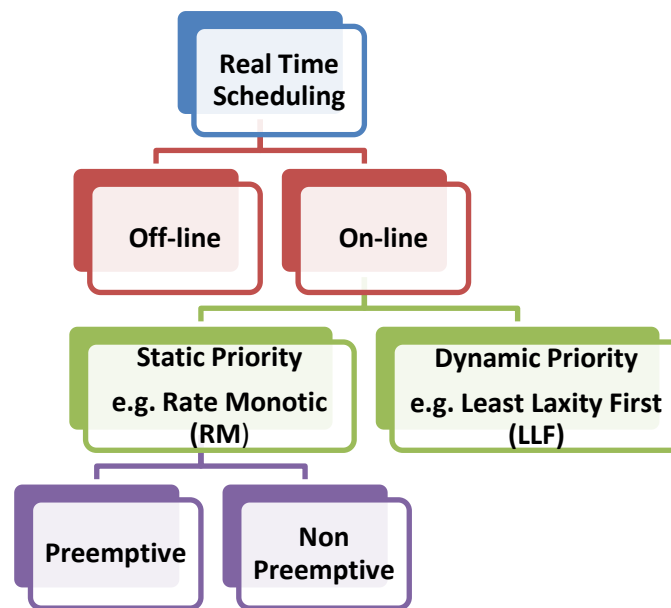 Real Time
Scheduling
Off-line
On-line
Static Priority
e.g. Rate Monotic
(RM)
Dynamic Priority
e.g. Least Laxity First
(LLF)
Preemptive
Non
Preemptive